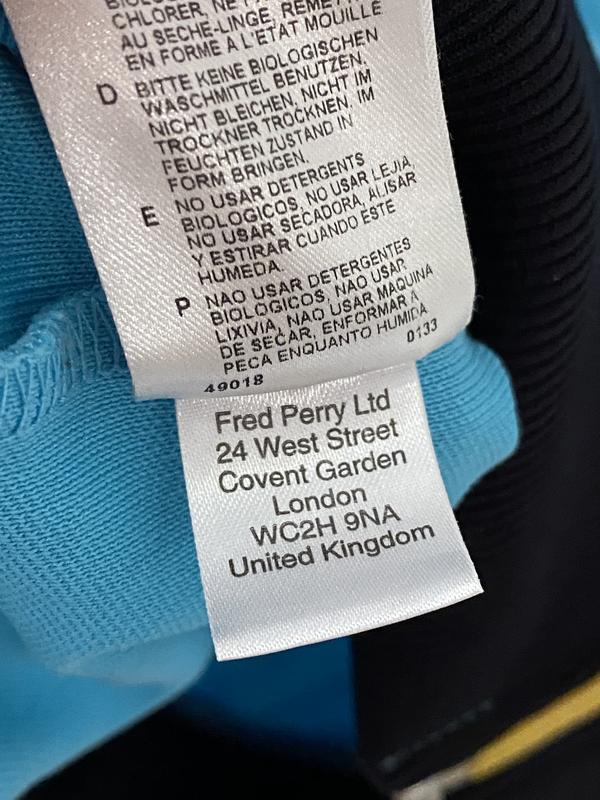 CHLORER, NE
AU SECHE-LINGE, REMET
EN FORME A L'ETAT MOUILLE
D BITTE KEINE BIOLOGISCHEN
WASCHMITTEL BENUTZEN,
NICHT BLEICHEN, NICHT IM
TROCKNER TROCKNEN, IM
FEUCHTEN ZUSTAND IN
FORM BRINGEN.
E NO USAR DETERGENTS
BIOLOGICOS, NO USAR LEJIA,
NO USAR SECADORA, ALISAR
Y ESTIRAR CUANDO ESTE
HUMEDA.
P NAO USAR DETERGENTES
BIOLOGICOS, NAO USAR
LIXIVIA, NAO USAR MAQUINA
DE SECAR, ENFORMAR A
PECA ENQUANTO HUMIDA
49018 0133
Fred Perry Ltd
24 West Street
Covent Garden
London
WC2H 9NA
United Kingdom